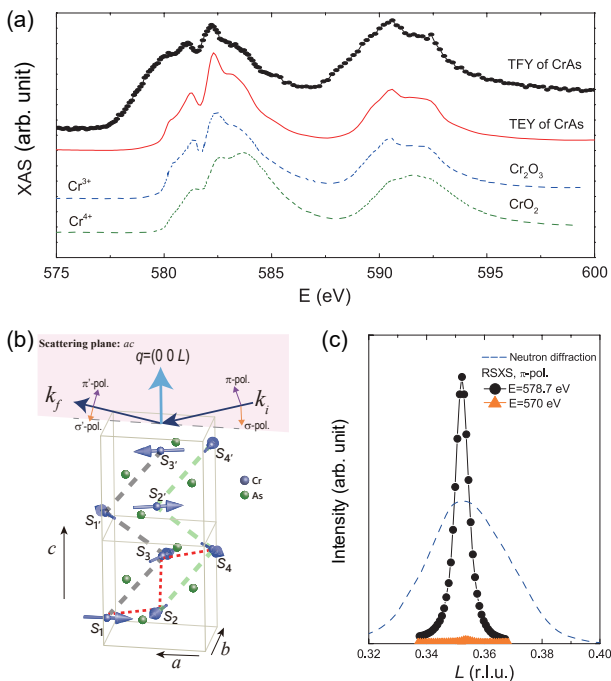 (a)
XAS (arb. unit)
TFY of CrAs
TEY of CrAs
Cr³⁺
Cr₂O₃
Cr⁴⁺
CrO₂
575 580 585 590 595 600
E (eV)
(b)
Scattering plane: ac
q=(0 0 L)
π'-pol.
π-pol.
k_f
k_i
σ'-pol.
σ-pol.
S₃'
S₄'
Cr
As
S₂'
S₁'
c
S₃
S₄
S₁
S₂
a
b
(c)
Neutron diffraction
RSXS, π-pol.
E=578.7 eV
E=570 eV
Intensity (arb. unit)
0.32 0.34 0.36 0.38 0.40
L (r.l.u.)